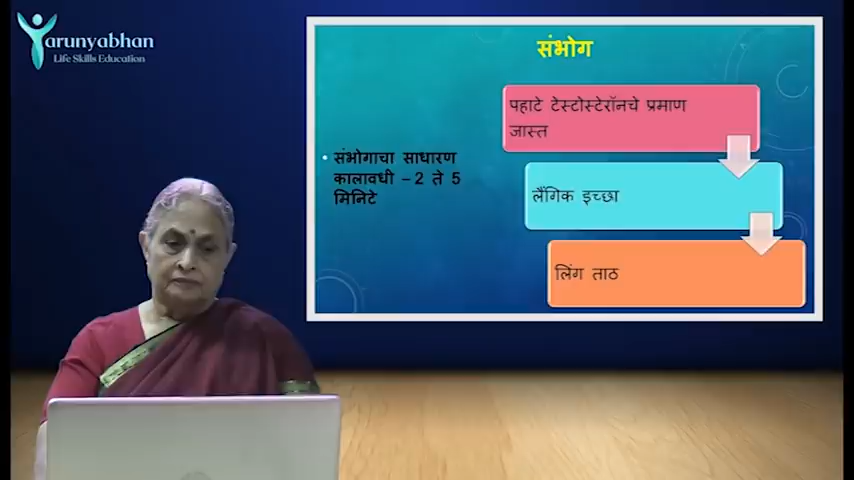 Tarunyabhan
Life Skills Education
संभोग
पहाटे टेस्टोस्टेरॉनचे प्रमाण
जास्त
• संभोगाचा साधारण
कालावधी – 2 ते 5
मिनिटे
लैंगिक इच्छा
लिंग ताठ